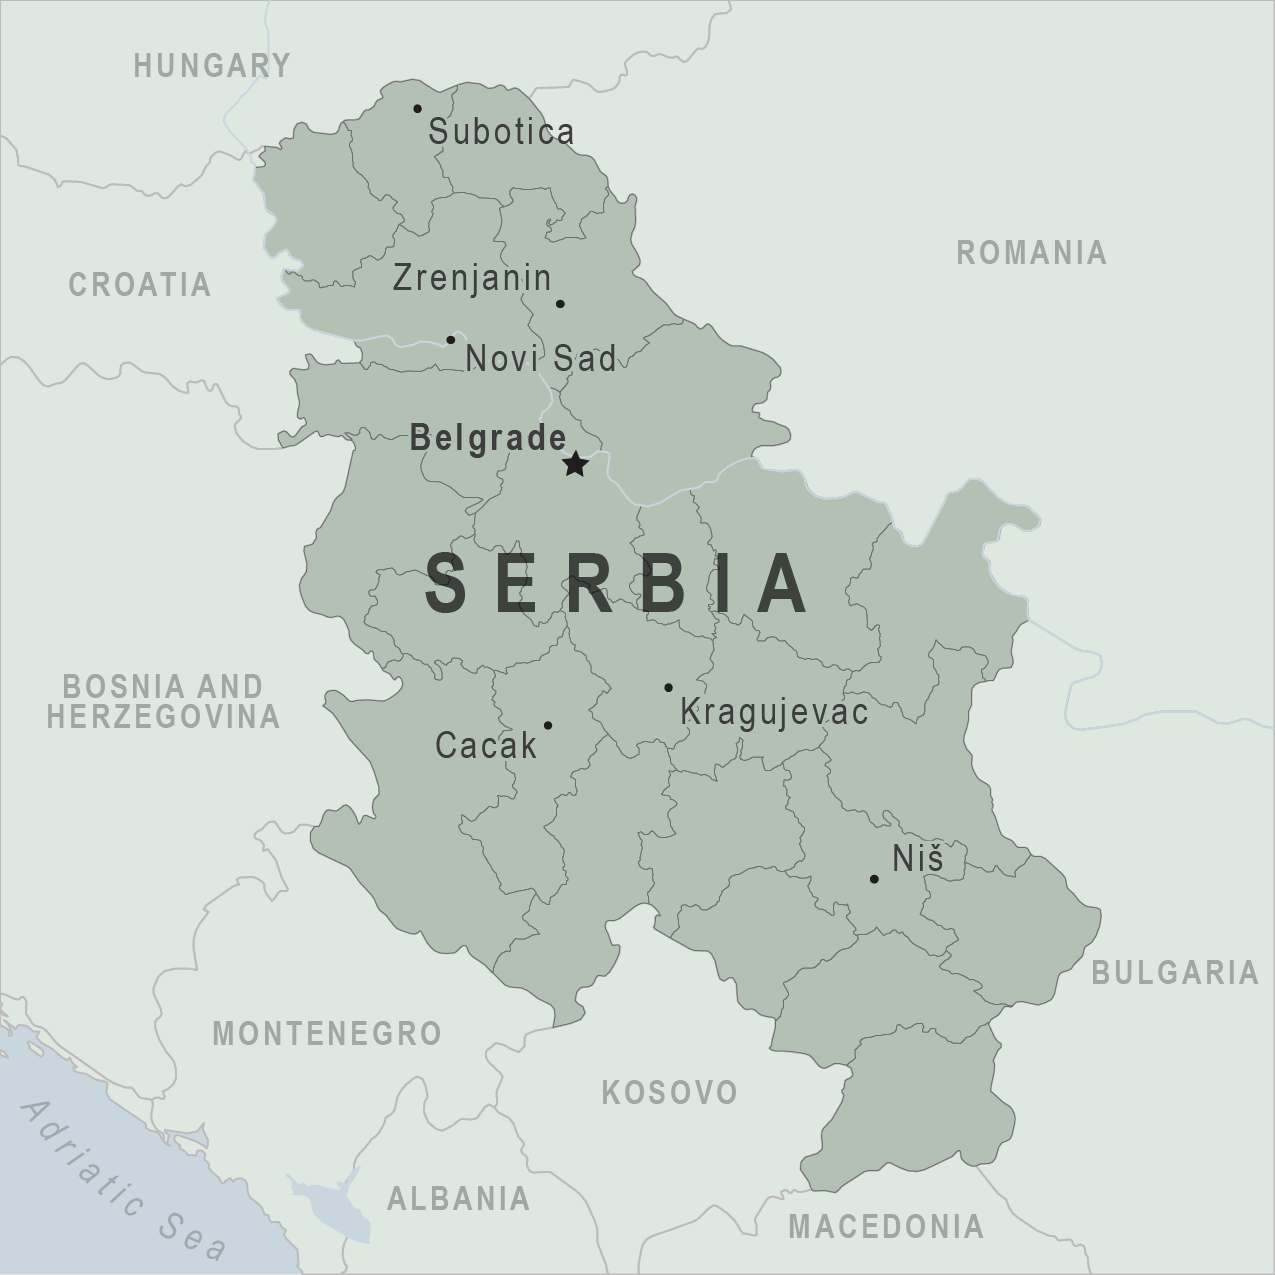 HUNGARY
Subotica
ROMANIA
CROATIA
Zrenjanin
Novi Sad
Belgrade
SERBIA
BOSNIA AND
HERZEGOVINA
Kragujevac
Cacak
Niš
BULGARIA
MONTENEGRO
KOSOVO
Adriatic Sea
ALBANIA
MACEDONIA